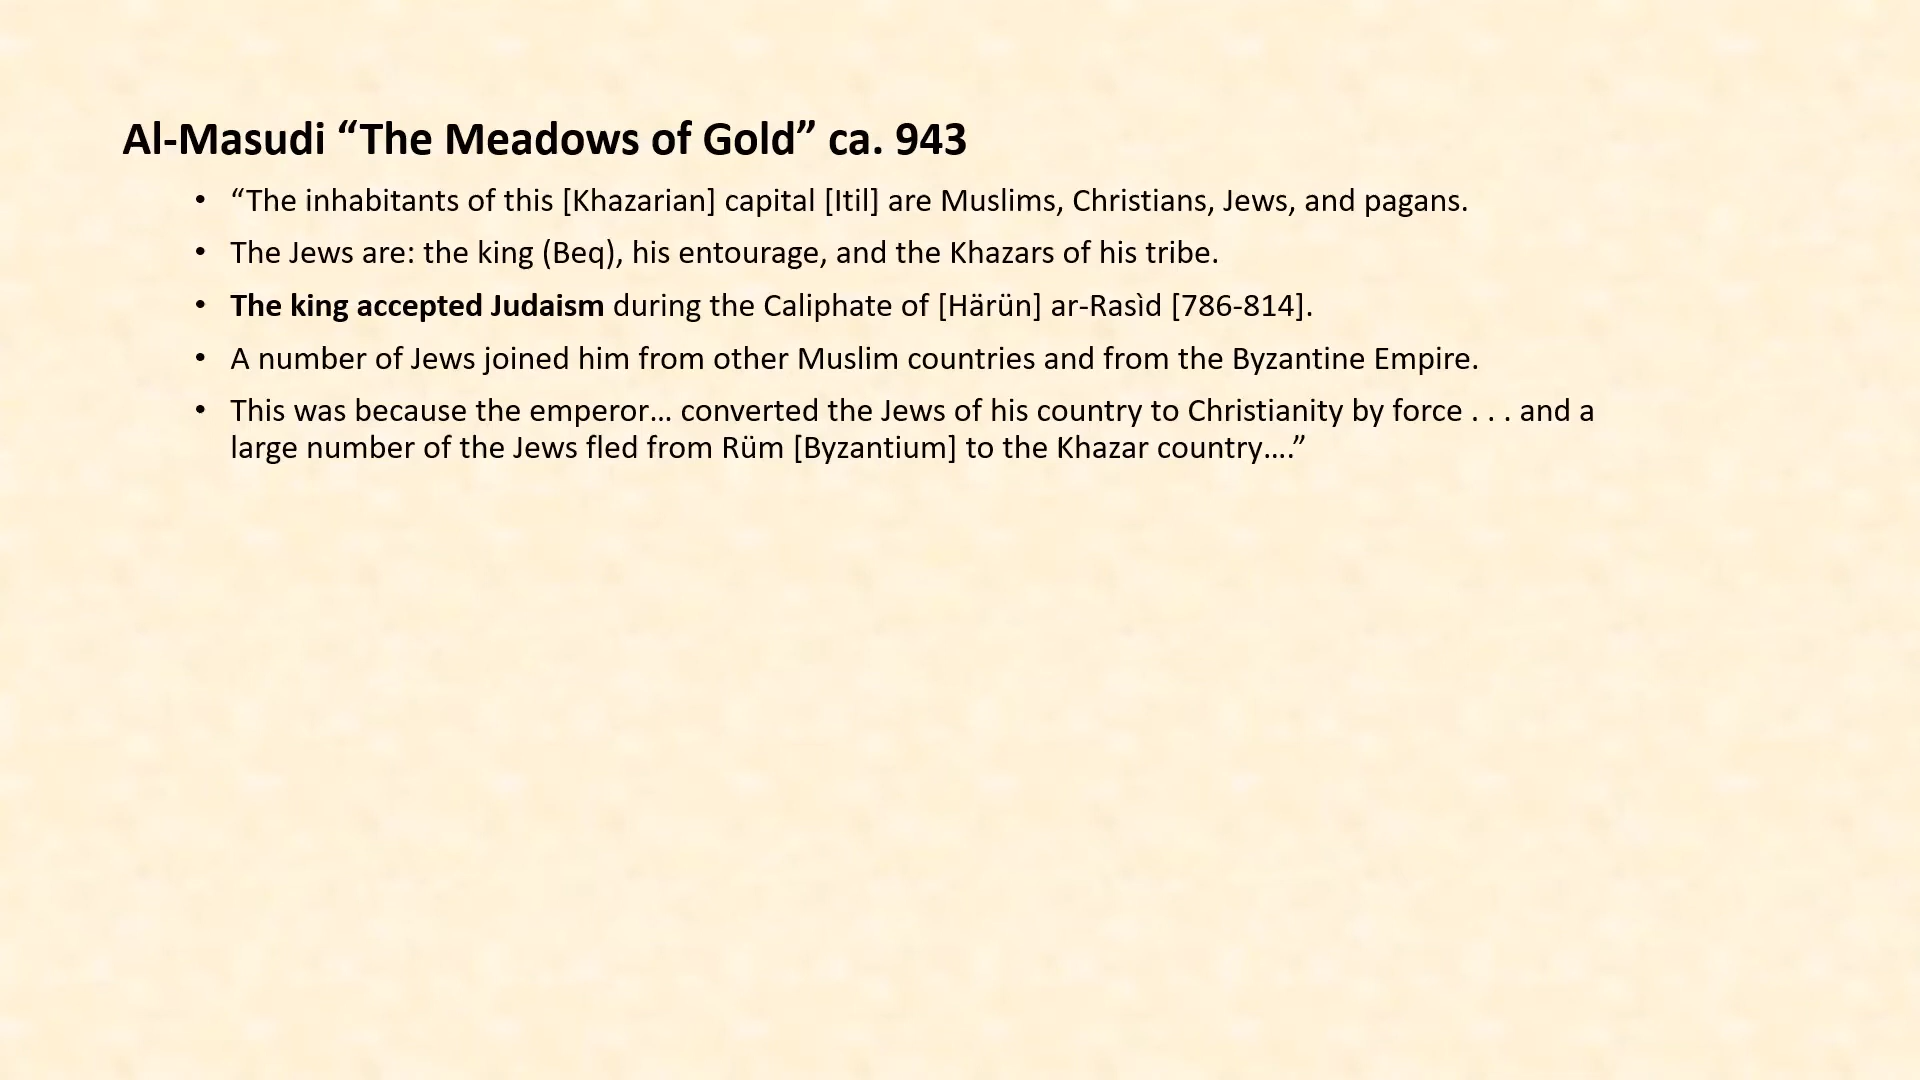 Al-Masudi “The Meadows of Gold” ca. 943
• “The inhabitants of this [Khazarian] capital [Itil] are Muslims, Christians, Jews, and pagans.
• The Jews are: the king (Beq), his entourage, and the Khazars of his tribe.
• The king accepted Judaism during the Caliphate of [Härün] ar-Rasìd [786-814].
• A number of Jews joined him from other Muslim countries and from the Byzantine Empire.
• This was because the emperor… converted the Jews of his country to Christianity by force . . . and a
large number of the Jews fled from Rüm [Byzantium] to the Khazar country….”